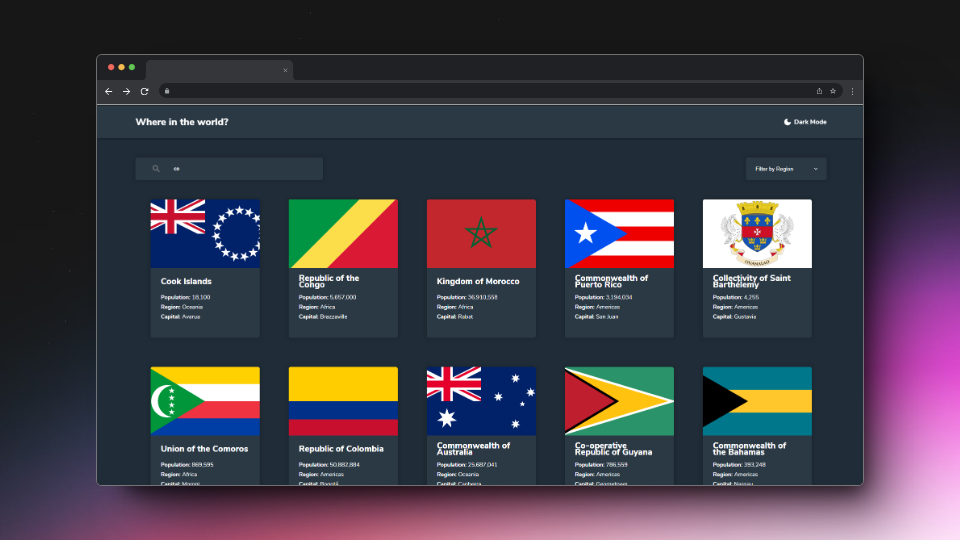 Where in the world?
Dark Mode
co
Filter by Region
Cook Islands
Population: 18,100
Region: Oceania
Capital: Avarua
Republic of the
Congo
Population: 5,657,000
Region: Africa
Capital: Brazzaville
Kingdom of Morocco
Population: 36,910,558
Region: Africa
Capital: Rabat
Commonwealth of
Puerto Rico
Population: 3,194,034
Region: Americas
Capital: San Juan
Collectivity of Saint
Barthélemy
Population: 4,255
Region: Americas
Capital: Gustavia
Union of the Comoros
Population: 869,595
Region: Africa
Capital: Moroni
Republic of Colombia
Population: 50,882,884
Region: Americas
Capital: Bogotá
Commonwealth of
Australia
Population: 25,687,041
Region: Oceania
Capital: Canberra
Co-operative
Republic of Guyana
Population: 786,559
Region: Americas
Capital: Georgetown
Commonwealth of
the Bahamas
Population: 393,248
Region: Americas
Capital: Nassau